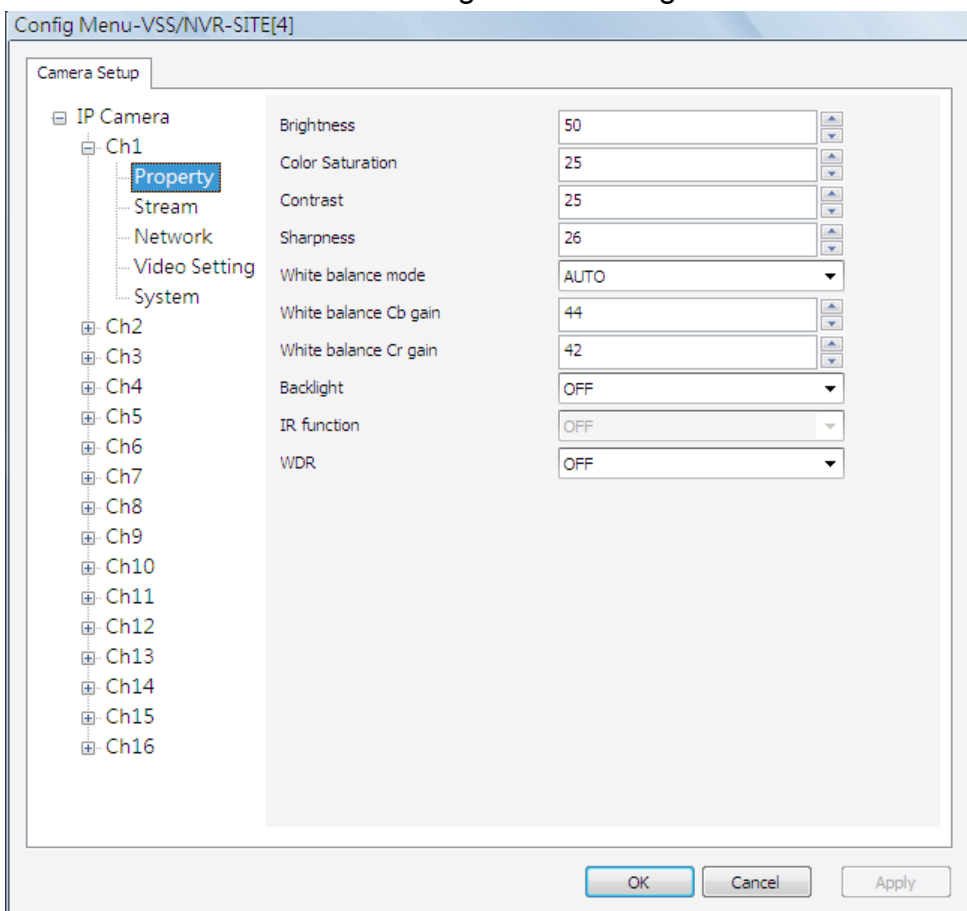 Config Menu-VSS/NVR-SITE[4]
Camera Setup
IP Camera
Ch1
Property
Stream
Network
Video Setting
System
Ch2
Ch3
Ch4
Ch5
Ch6
Ch7
Ch8
Ch9
Ch10
Ch11
Ch12
Ch13
Ch14
Ch15
Ch16
Brightness 50
Color Saturation 25
Contrast 25
Sharpness 26
White balance mode AUTO
White balance Cb gain 44
White balance Cr gain 42
Backlight OFF
IR function OFF
WDR OFF
OK Cancel Apply